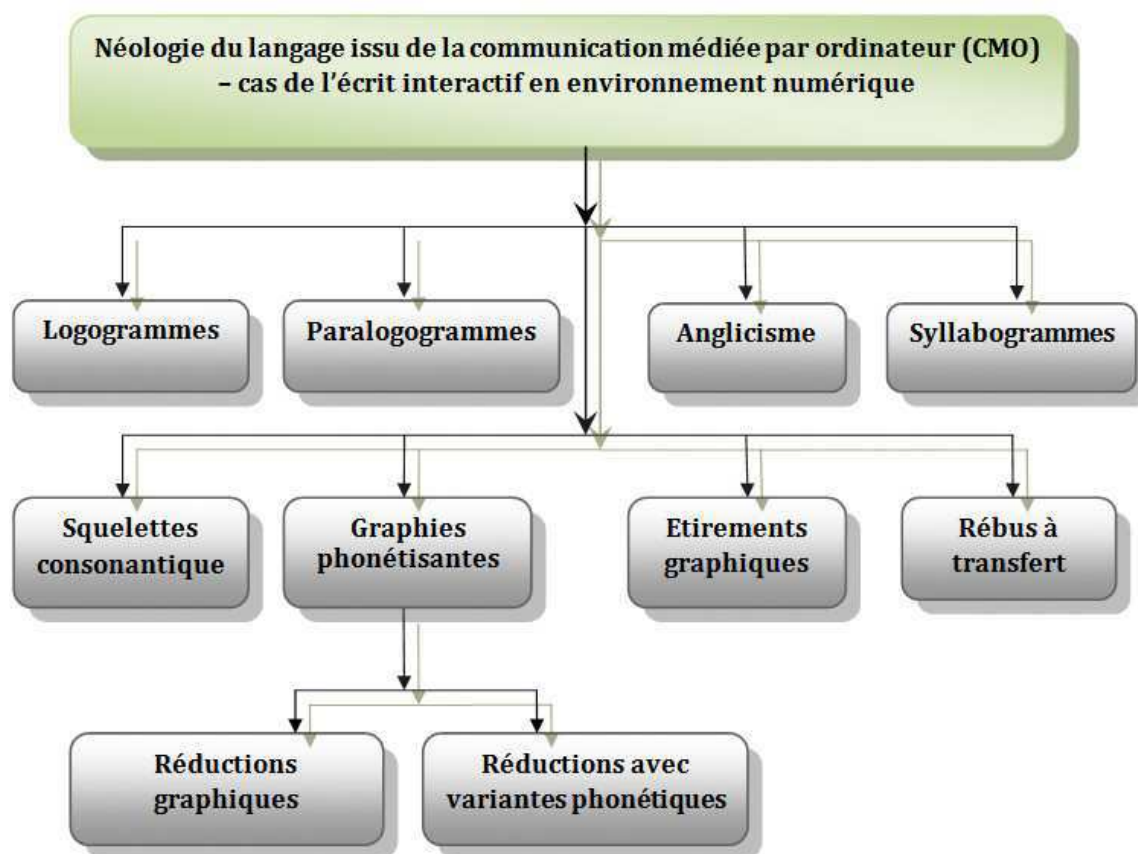 Néologie du langage issu de la communication médiée par ordinateur (CMO)
– cas de l'écrit interactif en environnement numérique
Logogrammes
Paralogogrammes
Anglicisme
Syllabogrammes
Squelettes
consonantique
Graphies
phonétisantes
Etirements
graphiques
Rébus à
transfert
Réductions
graphiques
Réductions avec
variantes phonétiques